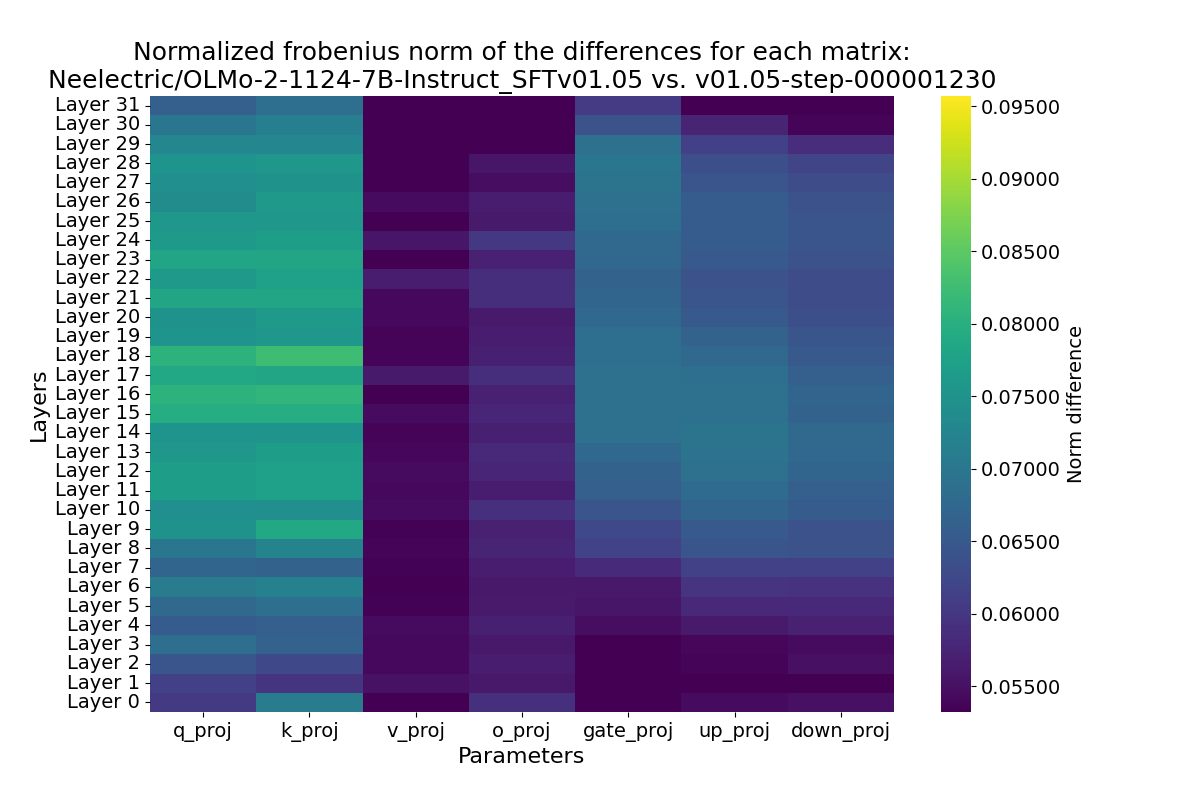 Normalized frobenius norm of the differences for each matrix:
Neelectric/OLMo-2-1124-7B-Instruct_SFTv01.05 vs. v01.05-step-000001230
Layers
Layer 31
Layer 30
Layer 29
Layer 28
Layer 27
Layer 26
Layer 25
Layer 24
Layer 23
Layer 22
Layer 21
Layer 20
Layer 19
Layer 18
Layer 17
Layer 16
Layer 15
Layer 14
Layer 13
Layer 12
Layer 11
Layer 10
Layer 9
Layer 8
Layer 7
Layer 6
Layer 5
Layer 4
Layer 3
Layer 2
Layer 1
Layer 0
q_proj
k_proj
v_proj
o_proj
gate_proj
up_proj
down_proj
Parameters
0.09500
0.09000
0.08500
0.08000
0.07500
0.07000
0.06500
0.06000
0.05500
Norm difference